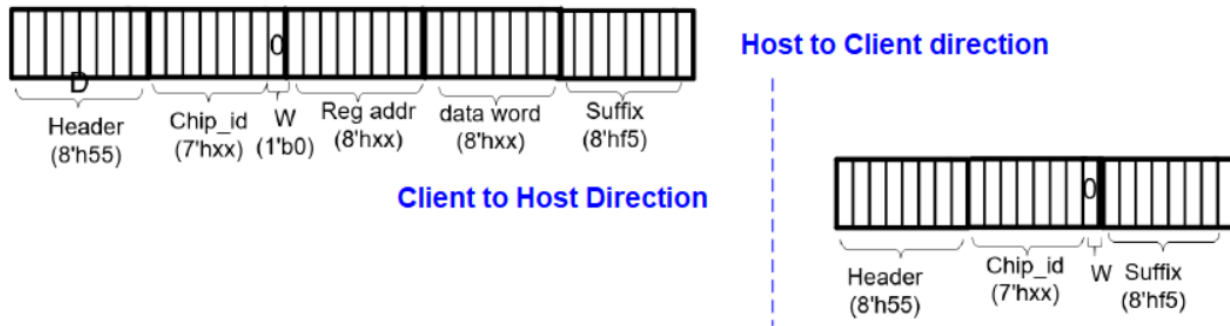 0
D
Header Chip_id W Reg addr data word Suffix
(8'h55) (7'hxx) (1'b0) (8'hxx) (8'hxx) (8'hf5)
Host to Client direction
Client to Host Direction
0
Header Chip_id W Suffix
(8'h55) (7'hxx) (8'hf5)